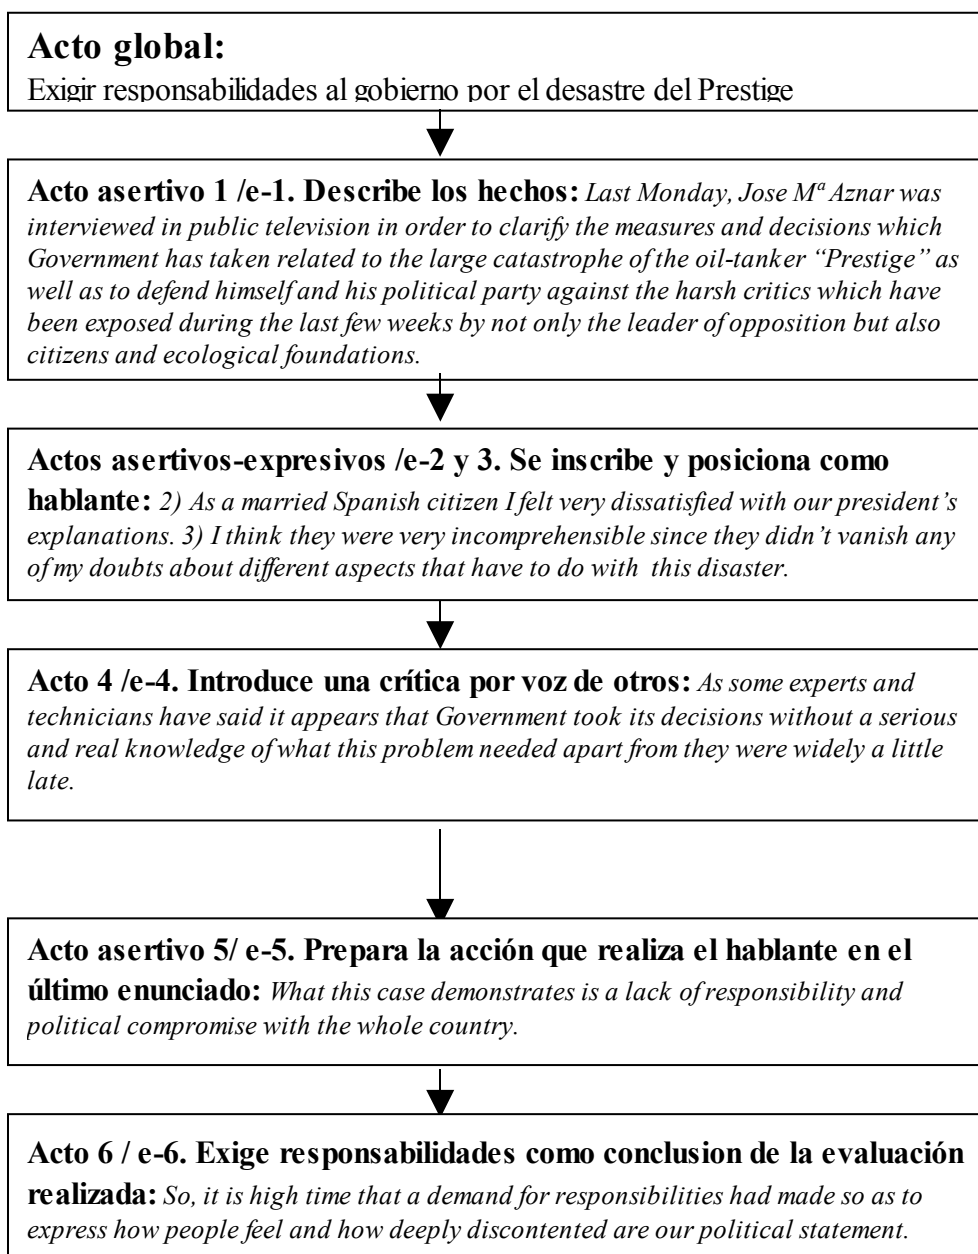 Acto global:
Exigir responsabilidades al gobierno por el desastre del Prestige
Acto asertivo 1 /e-1. Describe los hechos: Last Monday, Jose Mª Aznar was
interviewed in public television in order to clarify the measures and decisions which
Government has taken related to the large catastrophe of the oil-tanker “Prestige” as
well as to defend himself and his political party against the harsh critics which have
been exposed during the last few weeks by not only the leader of opposition but also
citizens and ecological foundations.
Actos asertivos-expresivos /e-2 y 3. Se inscribe y posiciona como
hablante: 2) As a married Spanish citizen I felt very dissatisfied with our president’s
explanations. 3) I think they were very incomprehensible since they didn’t vanish any
of my doubts about different aspects that have to do with this disaster.
Acto 4 /e-4. Introduce una crítica por voz de otros: As some experts and
technicians have said it appears that Government took its decisions without a serious
and real knowledge of what this problem needed apart from they were widely a little
late.
Acto asertivo 5/ e-5. Prepara la acción que realiza el hablante en el
último enunciado: What this case demonstrates is a lack of responsibility and
political compromise with the whole country.
Acto 6 / e-6. Exige responsabilidades como conclusion de la evaluación
realizada: So, it is high time that a demand for responsibilities had made so as to
express how people feel and how deeply discontented are our political statement.